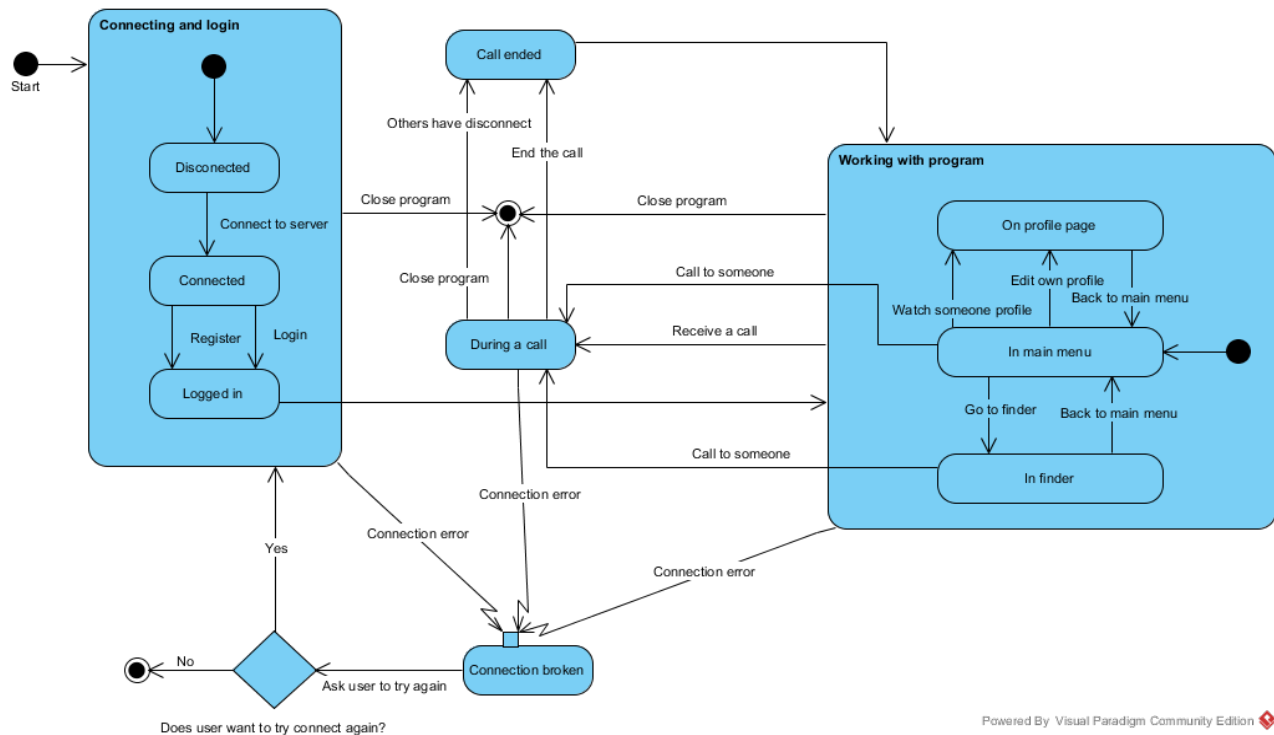 Connecting and login
Start
Call ended
Others have disconnect
End the call
Working with program
Disconected
Close program
Close program
On profile page
Connect to server
Connected
Close program
Call to someone
Edit own profile
Back to main menu
Watch someone profile
Register
Login
During a call
Receive a call
In main menu
Logged in
Go to finder
Back to main menu
Call to someone
In finder
Connection error
Connection error
Yes
Connection error
No
Connection broken
Ask user to try again
Does user want to try connect again?
Powered By Visual Paradigm Community Edition